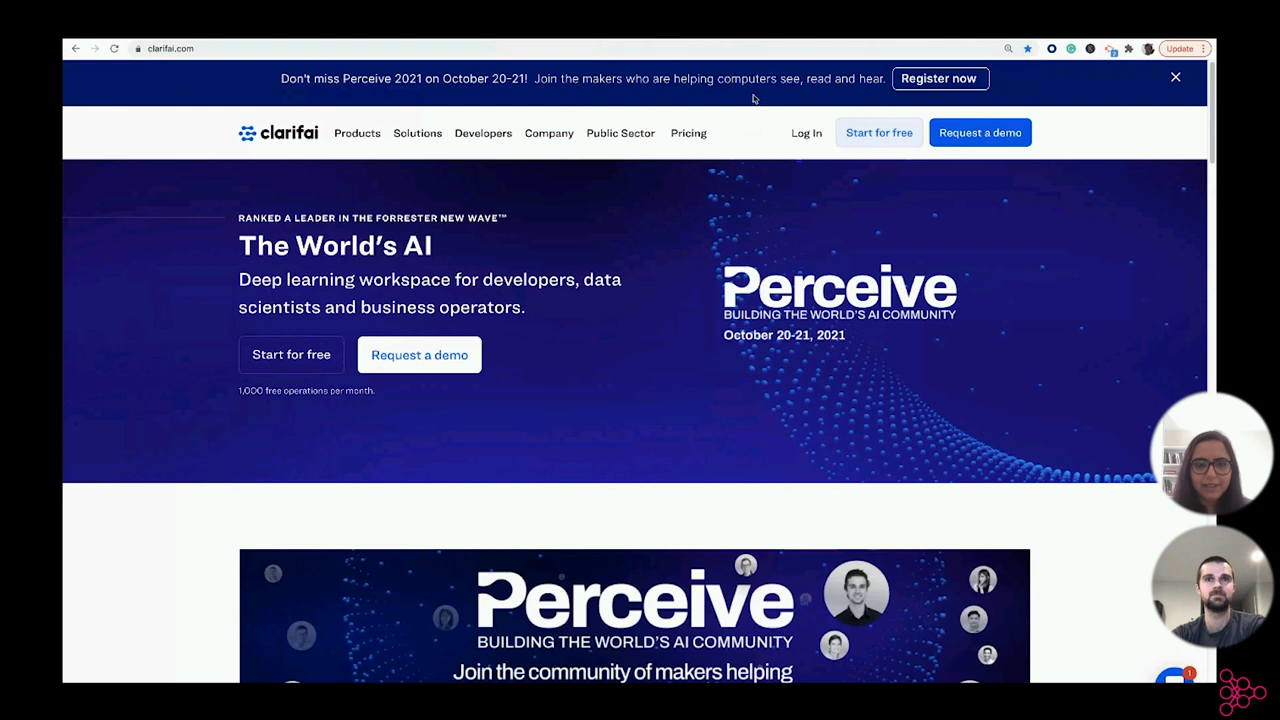 clarifai.com
Update
Don't miss Perceive 2021 on October 20-21! Join the makers who are helping computers see, read and hear. Register now
clarifai Products Solutions Developers Company Public Sector Pricing Log In Start for free Request a demo
RANKED A LEADER IN THE FORRESTER NEW WAVE™
The World's AI
Deep learning workspace for developers, data
scientists and business operators.
Start for free Request a demo
1,000 free operations per month.
Perceive
BUILDING THE WORLD'S AI COMMUNITY
October 20-21, 2021
Perceive
BUILDING THE WORLD'S AI COMMUNITY
Join the community of makers helping
1